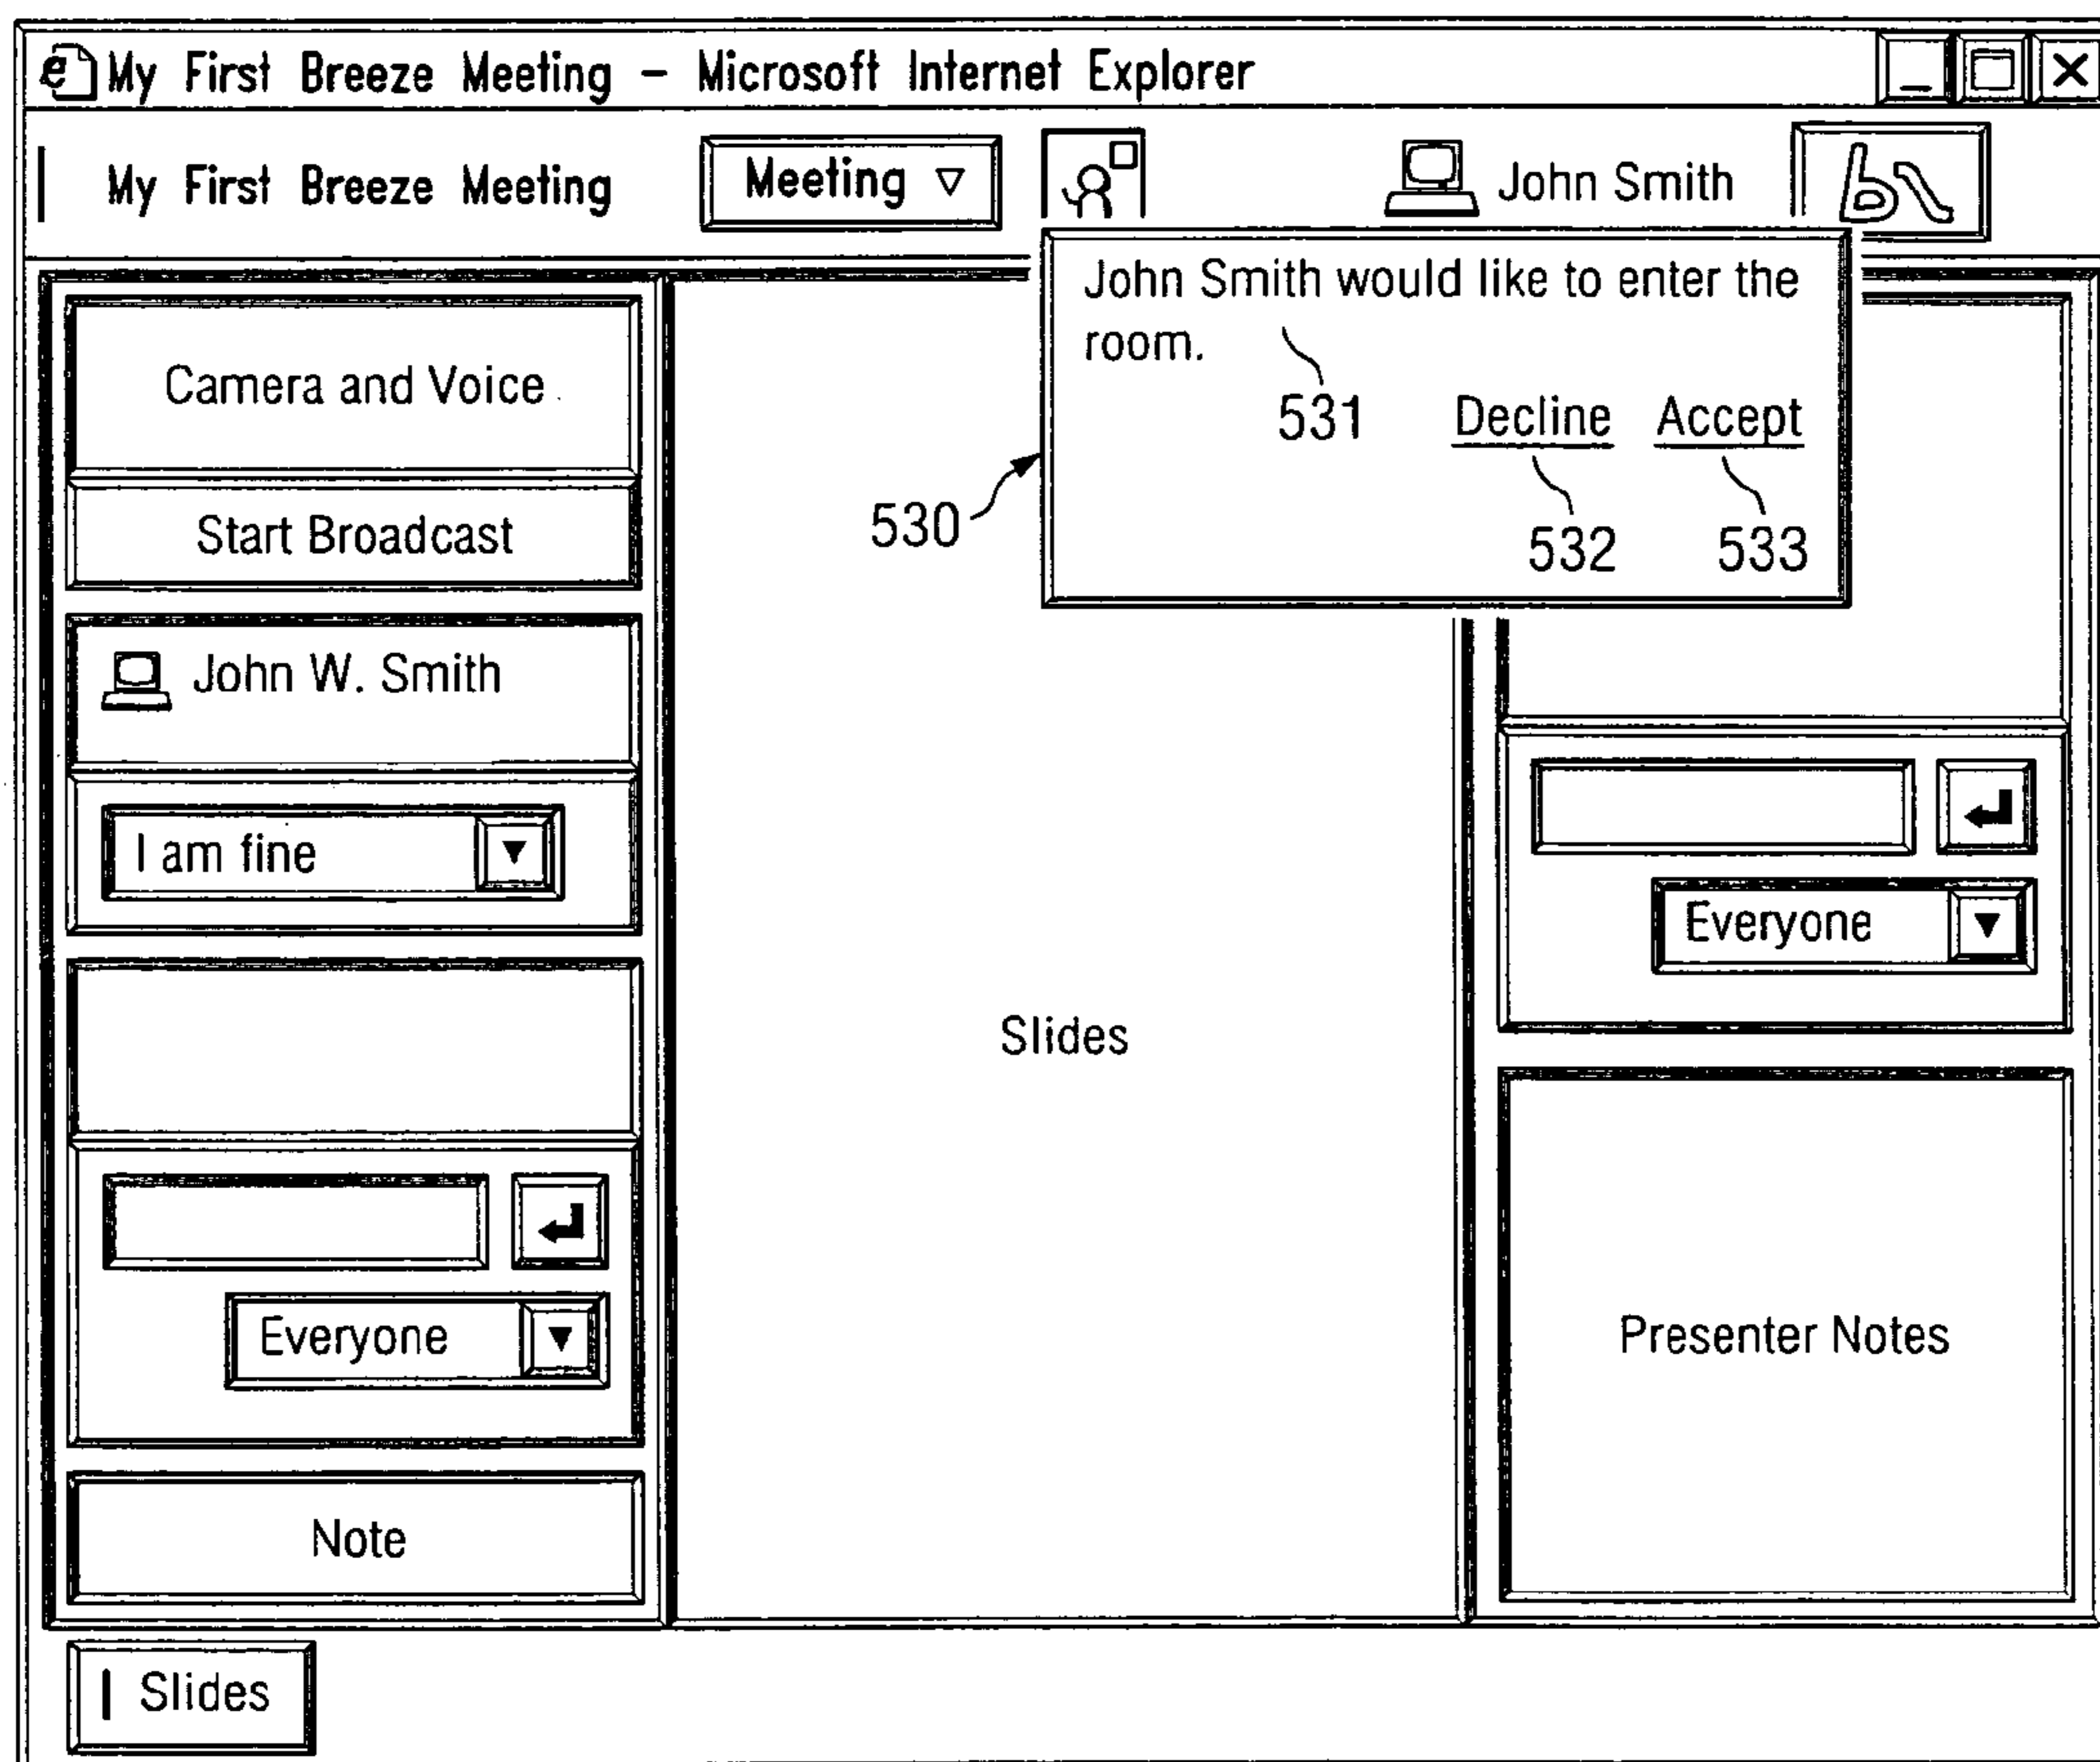 My First Breeze Meeting – Microsoft Internet Explorer
My First Breeze Meeting
Meeting
John Smith
John Smith would like to enter the
room.
531
Decline Accept
530
532 533
Camera and Voice
Start Broadcast
John W. Smith
I am fine
Everyone
Note
Slides
Everyone
Presenter Notes
Slides